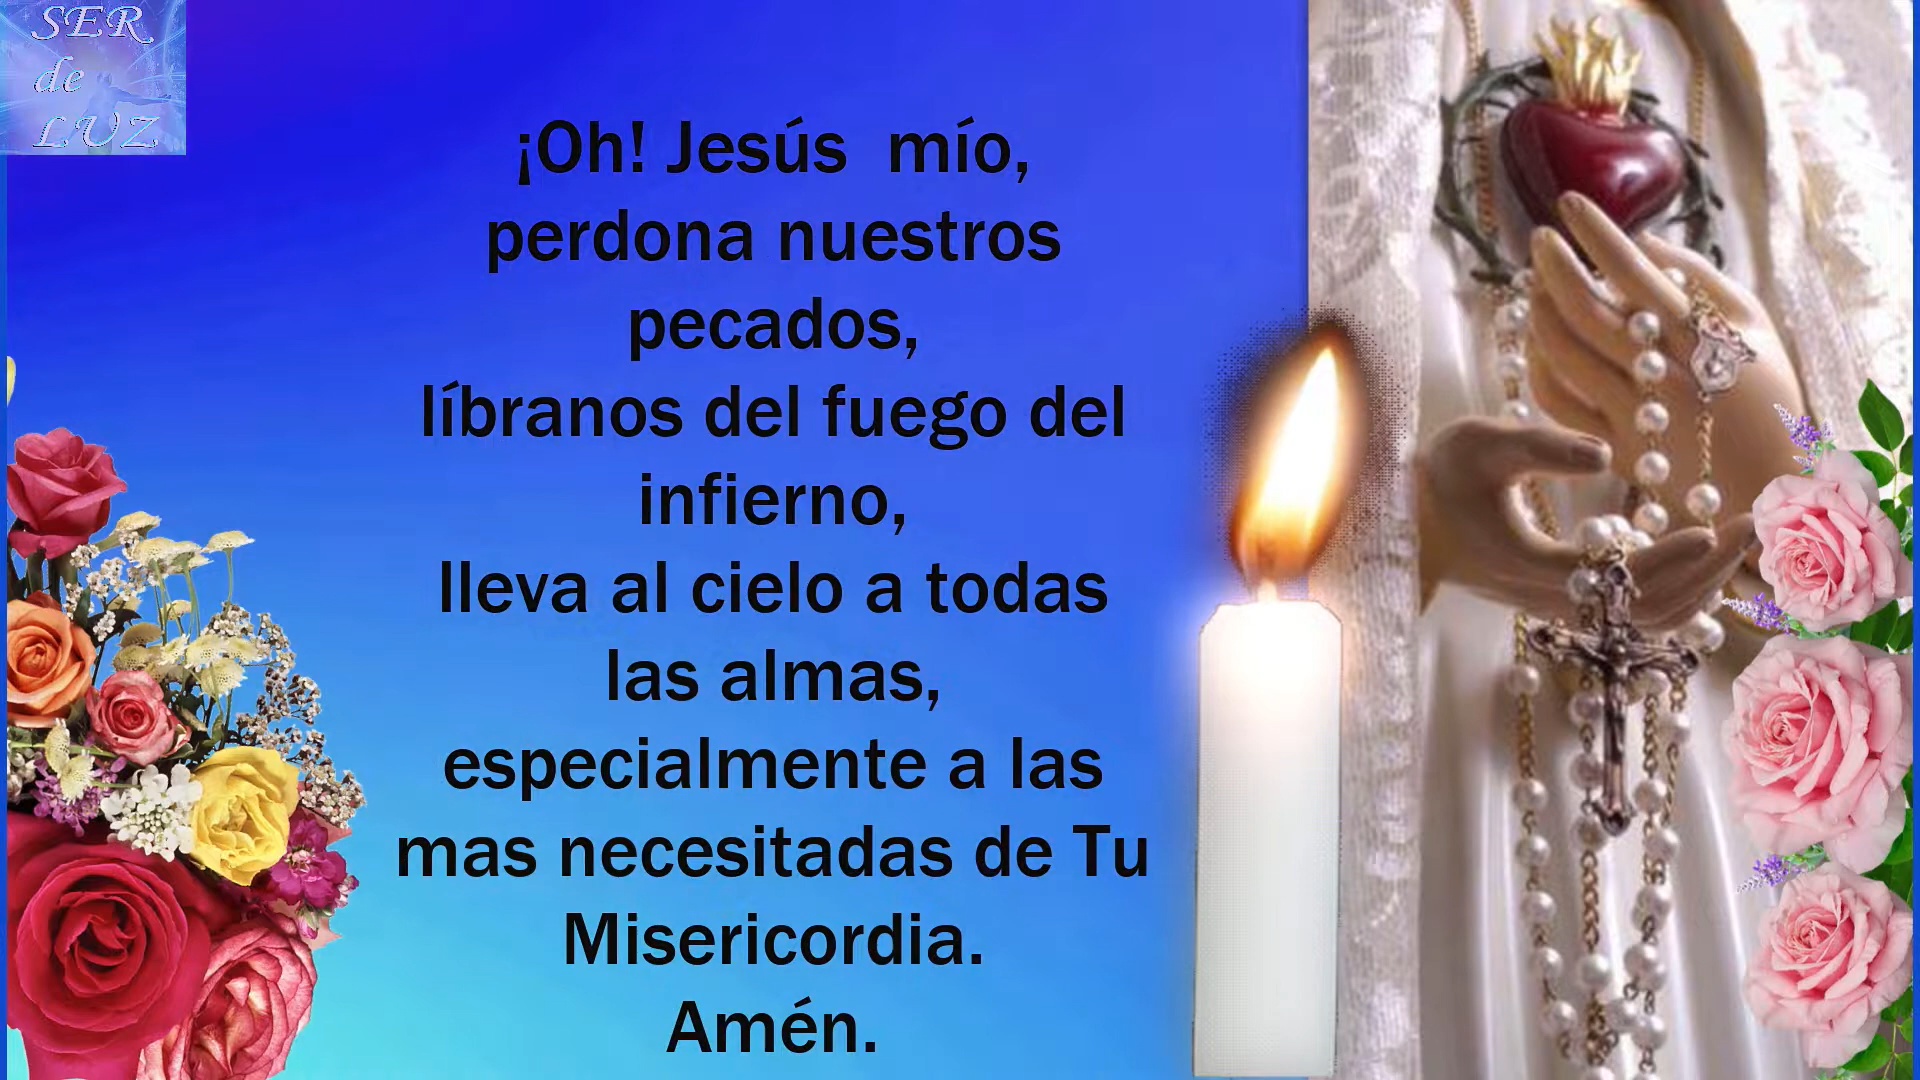 SER
de
LUZ
¡Oh! Jesús mío,
perdona nuestros
pecados,
líbranos del fuego del
infierno,
lleva al cielo a todas
las almas,
especialmente a las
mas necesitadas de Tu
Misericordia.
Amén.